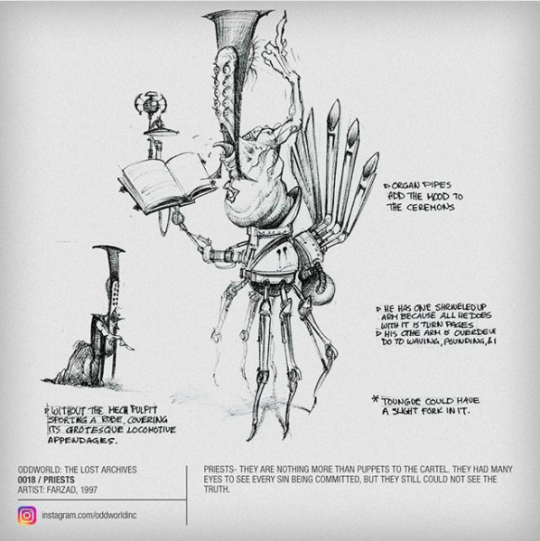 ▹ ORGAN PIPES
ADD THE MOOD TO
THE CEREMONS
▹ HE HAS ONE SHRIVELED UP
ARM BECAUSE ALL HE DOES
WITH IT IS TURN PAGES
▹ HIS OTHE ARM IS OVERDEVE
DO TO WAVING, POUNDING, & I
* TOUNGUE COULD HAVE
A SLIGHT FORK IN IT.
▹ WITHOUT THE MECH PULPIT
SPORTING A ROBE, COVERING
ITS GROTESQUE LOCOMOTIVE
APPENDAGES.
ODDWORLD: THE LOST ARCHIVES
0018 / PRIESTS
ARTIST: FARZAD, 1997
instagram.com/oddworldinc
PRIESTS- THEY ARE NOTHING MORE THAN PUPPETS TO THE CARTEL. THEY HAD MANY
EYES TO SEE EVERY SIN BEING COMMITTED, BUT THEY STILL COULD NOT SEE THE
TRUTH.